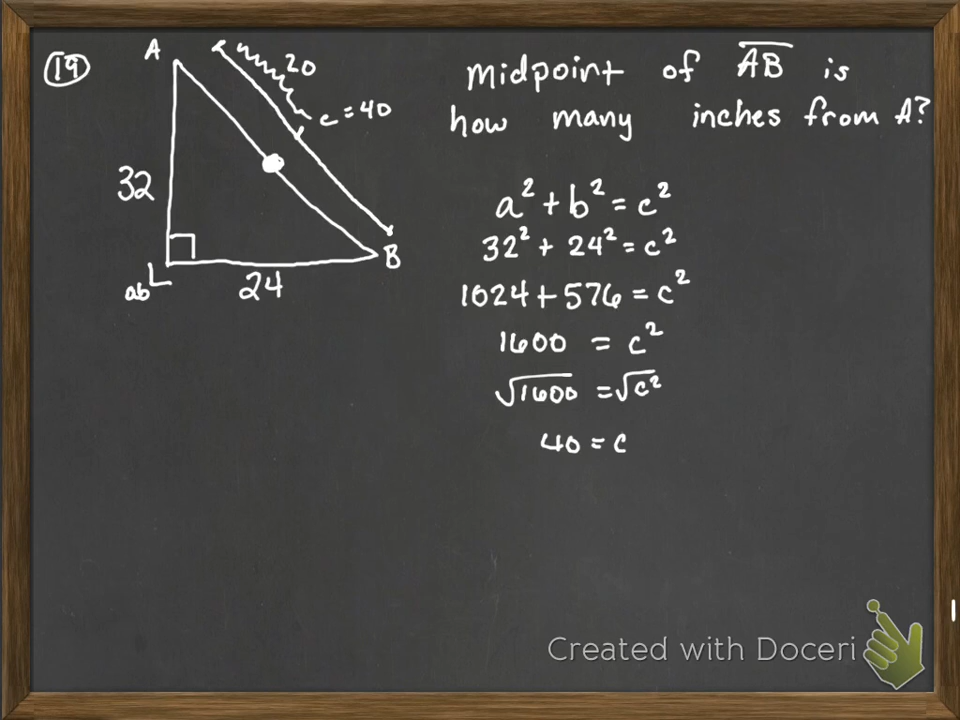 19
A
20
c = 40
32
B
ab
24
midpoint of AB is
how many inches from A?
a² + b² = c²
32² + 24² = c²
1024 + 576 = c²
1600 = c²
√1600 = √c²
40 = c
Created with Doceri